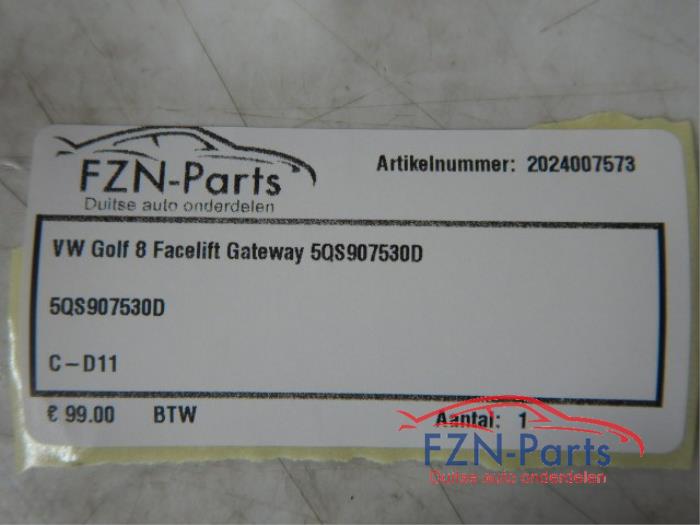 FZN-Parts
Duitse auto onderdelen
Artikelnummer: 2024007573
VW Golf 8 Facelift Gateway 5QS907530D
5QS907530D
C-D11
€ 99.00 BTW Aantal: 1
FZN-Parts
Duitse auto onderdelen